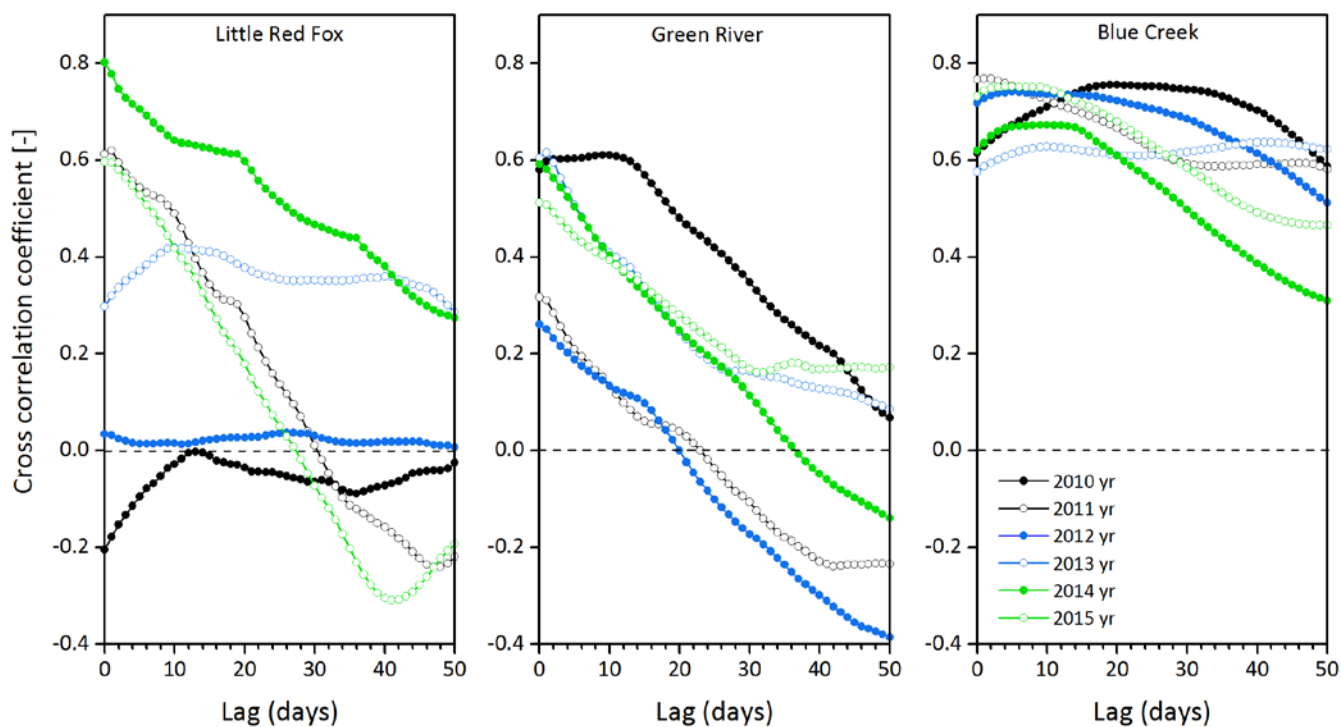 Little Red Fox
Green River
Blue Creek
Cross correlation coefficient [-]
0.8
0.6
0.4
0.2
0.0
-0.2
-0.4
0.8
0.6
0.4
0.2
0.0
-0.2
-0.4
0.8
0.6
0.4
0.2
0.0
-0.2
-0.4
2010 yr
2011 yr
2012 yr
2013 yr
2014 yr
2015 yr
0 10 20 30 40 50
0 10 20 30 40 50
0 10 20 30 40 50
Lag (days)
Lag (days)
Lag (days)